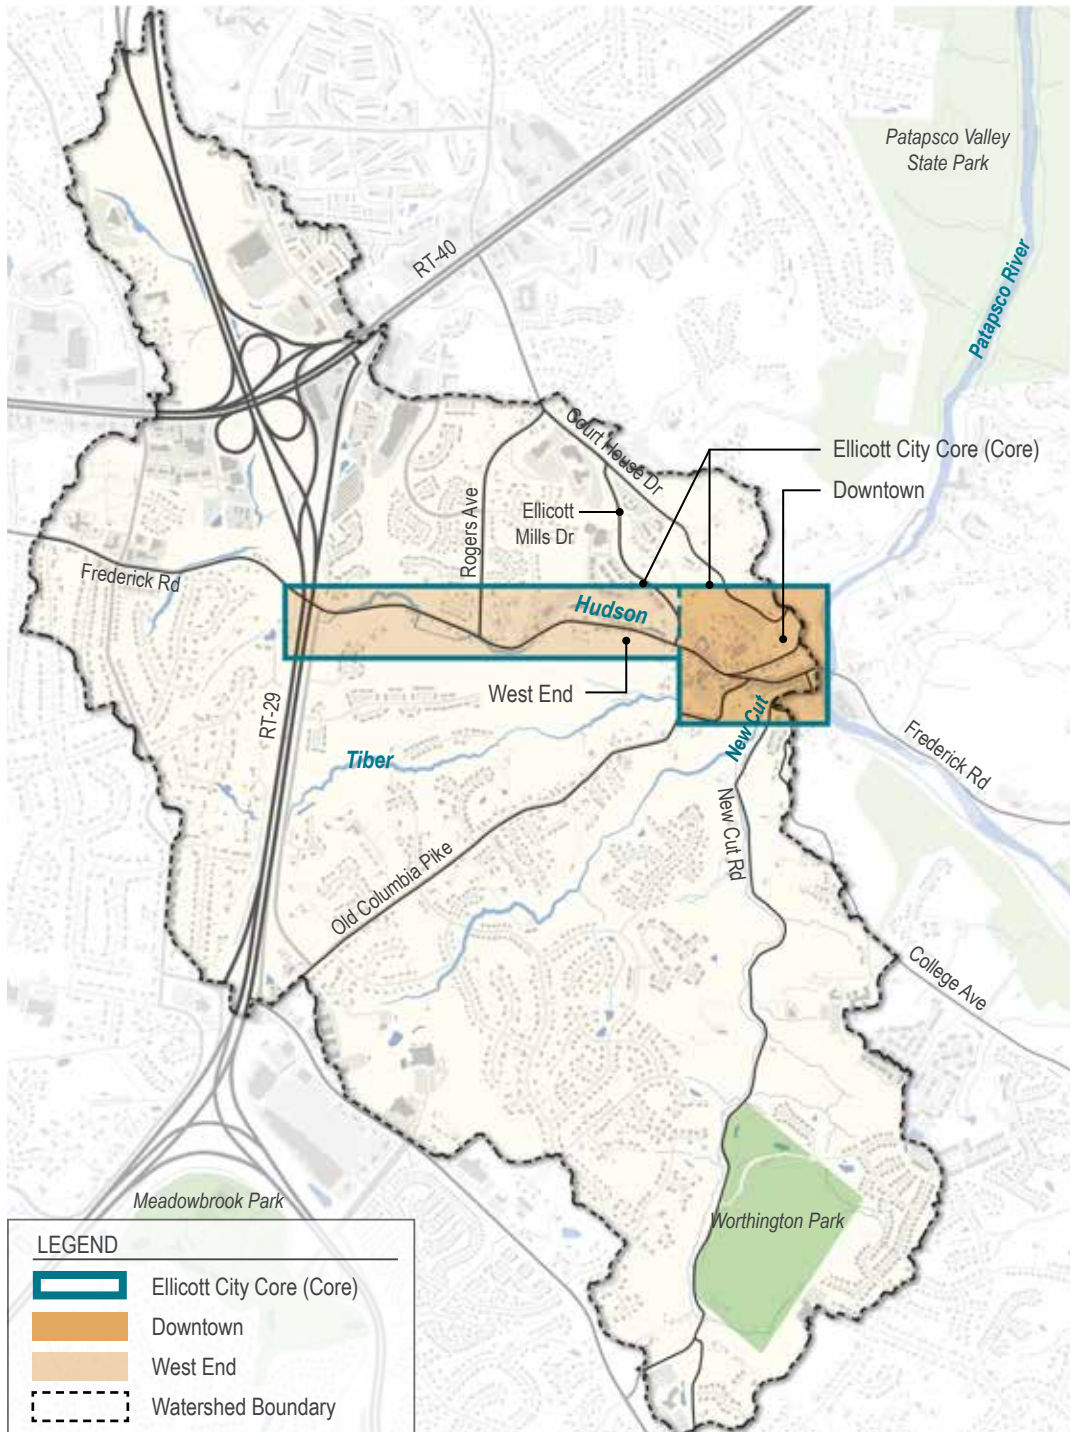 Patapsco Valley
State Park
RT-40
Patapsco River
Court House Dr
Ellicott City Core (Core)
Downtown
Rogers Ave
Ellicott
Mills Dr
Frederick Rd
Hudson
West End
RT-29
New Cut
Tiber
Frederick Rd
New Cut Rd
Old Columbia Pike
College Ave
Meadowbrook Park
Worthington Park
LEGEND
Ellicott City Core (Core)
Downtown
West End
Watershed Boundary